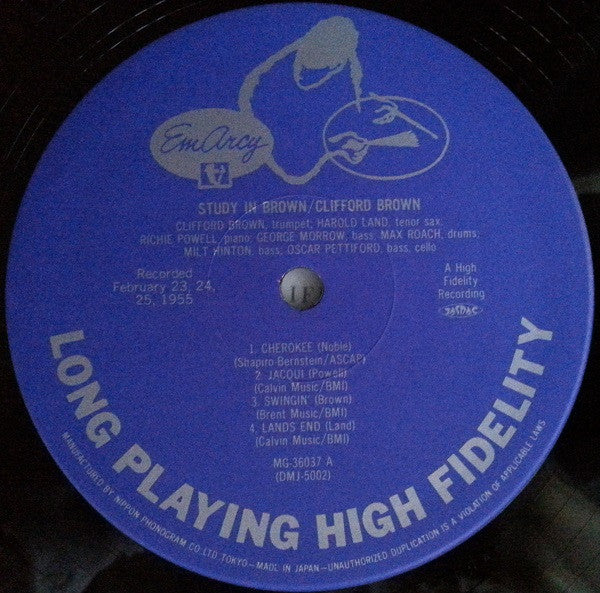 EmArcy
STUDY IN BROWN/CLIFFORD BROWN
CLIFFORD BROWN, trumpet; HAROLD LAND, tenor sax;
RICHIE POWELL, piano; GEORGE MORROW, bass; MAX ROACH, drums;
MILT HINTON, bass; OSCAR PETTIFORD, bass, cello
Recorded
February 23, 24,
25, 1955
A High
Fidelity
Recording
JASRAC
1. CHEROKEE (Noble)
(Shapiro-Bernstein/ASCAP)
2. JACQUI (Powell)
(Calvin Music/BMI)
3. SWINGIN' (Brown)
(Brent Music/BMI)
4. LANDS END (Land)
(Calvin Music/BMI)
MG-36037 A
(DMJ-5002)
LONG PLAYING HIGH FIDELITY
MANUFACTURED BY NIPPON PHONOGRAM CO., LTD. TOKYO—MADE IN JAPAN—UNAUTHORIZED DUPLICATION IS A VIOLATION OF APPLICABLE LAWS